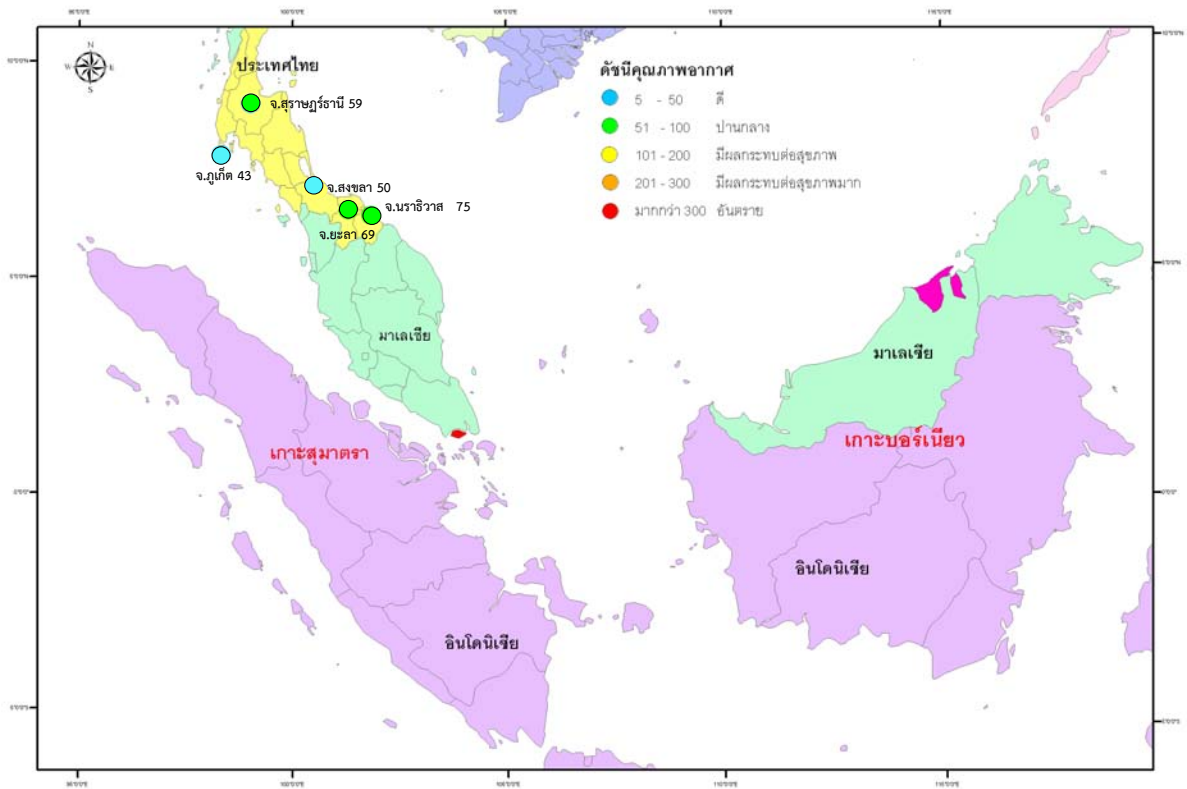 N
W E
S
ประเทศไทย
จ.สุราษฎร์ธานี 59
จ.ภูเก็ต 43
จ.สงขลา 50
จ.นราธิวาส 75
จ.ยะลา 69
ดัชนีคุณภาพอากาศ
5 - 50 ดี
51 - 100 ปานกลาง
101 - 200 มีผลกระทบต่อสุขภาพ
201 - 300 มีผลกระทบต่อสุขภาพมาก
มากกว่า 300 อันตราย
มาเลเซีย
มาเลเซีย
เกาะสุมาตรา
เกาะบอร์เนียว
อินโดนิเซีย
อินโดนิเซีย